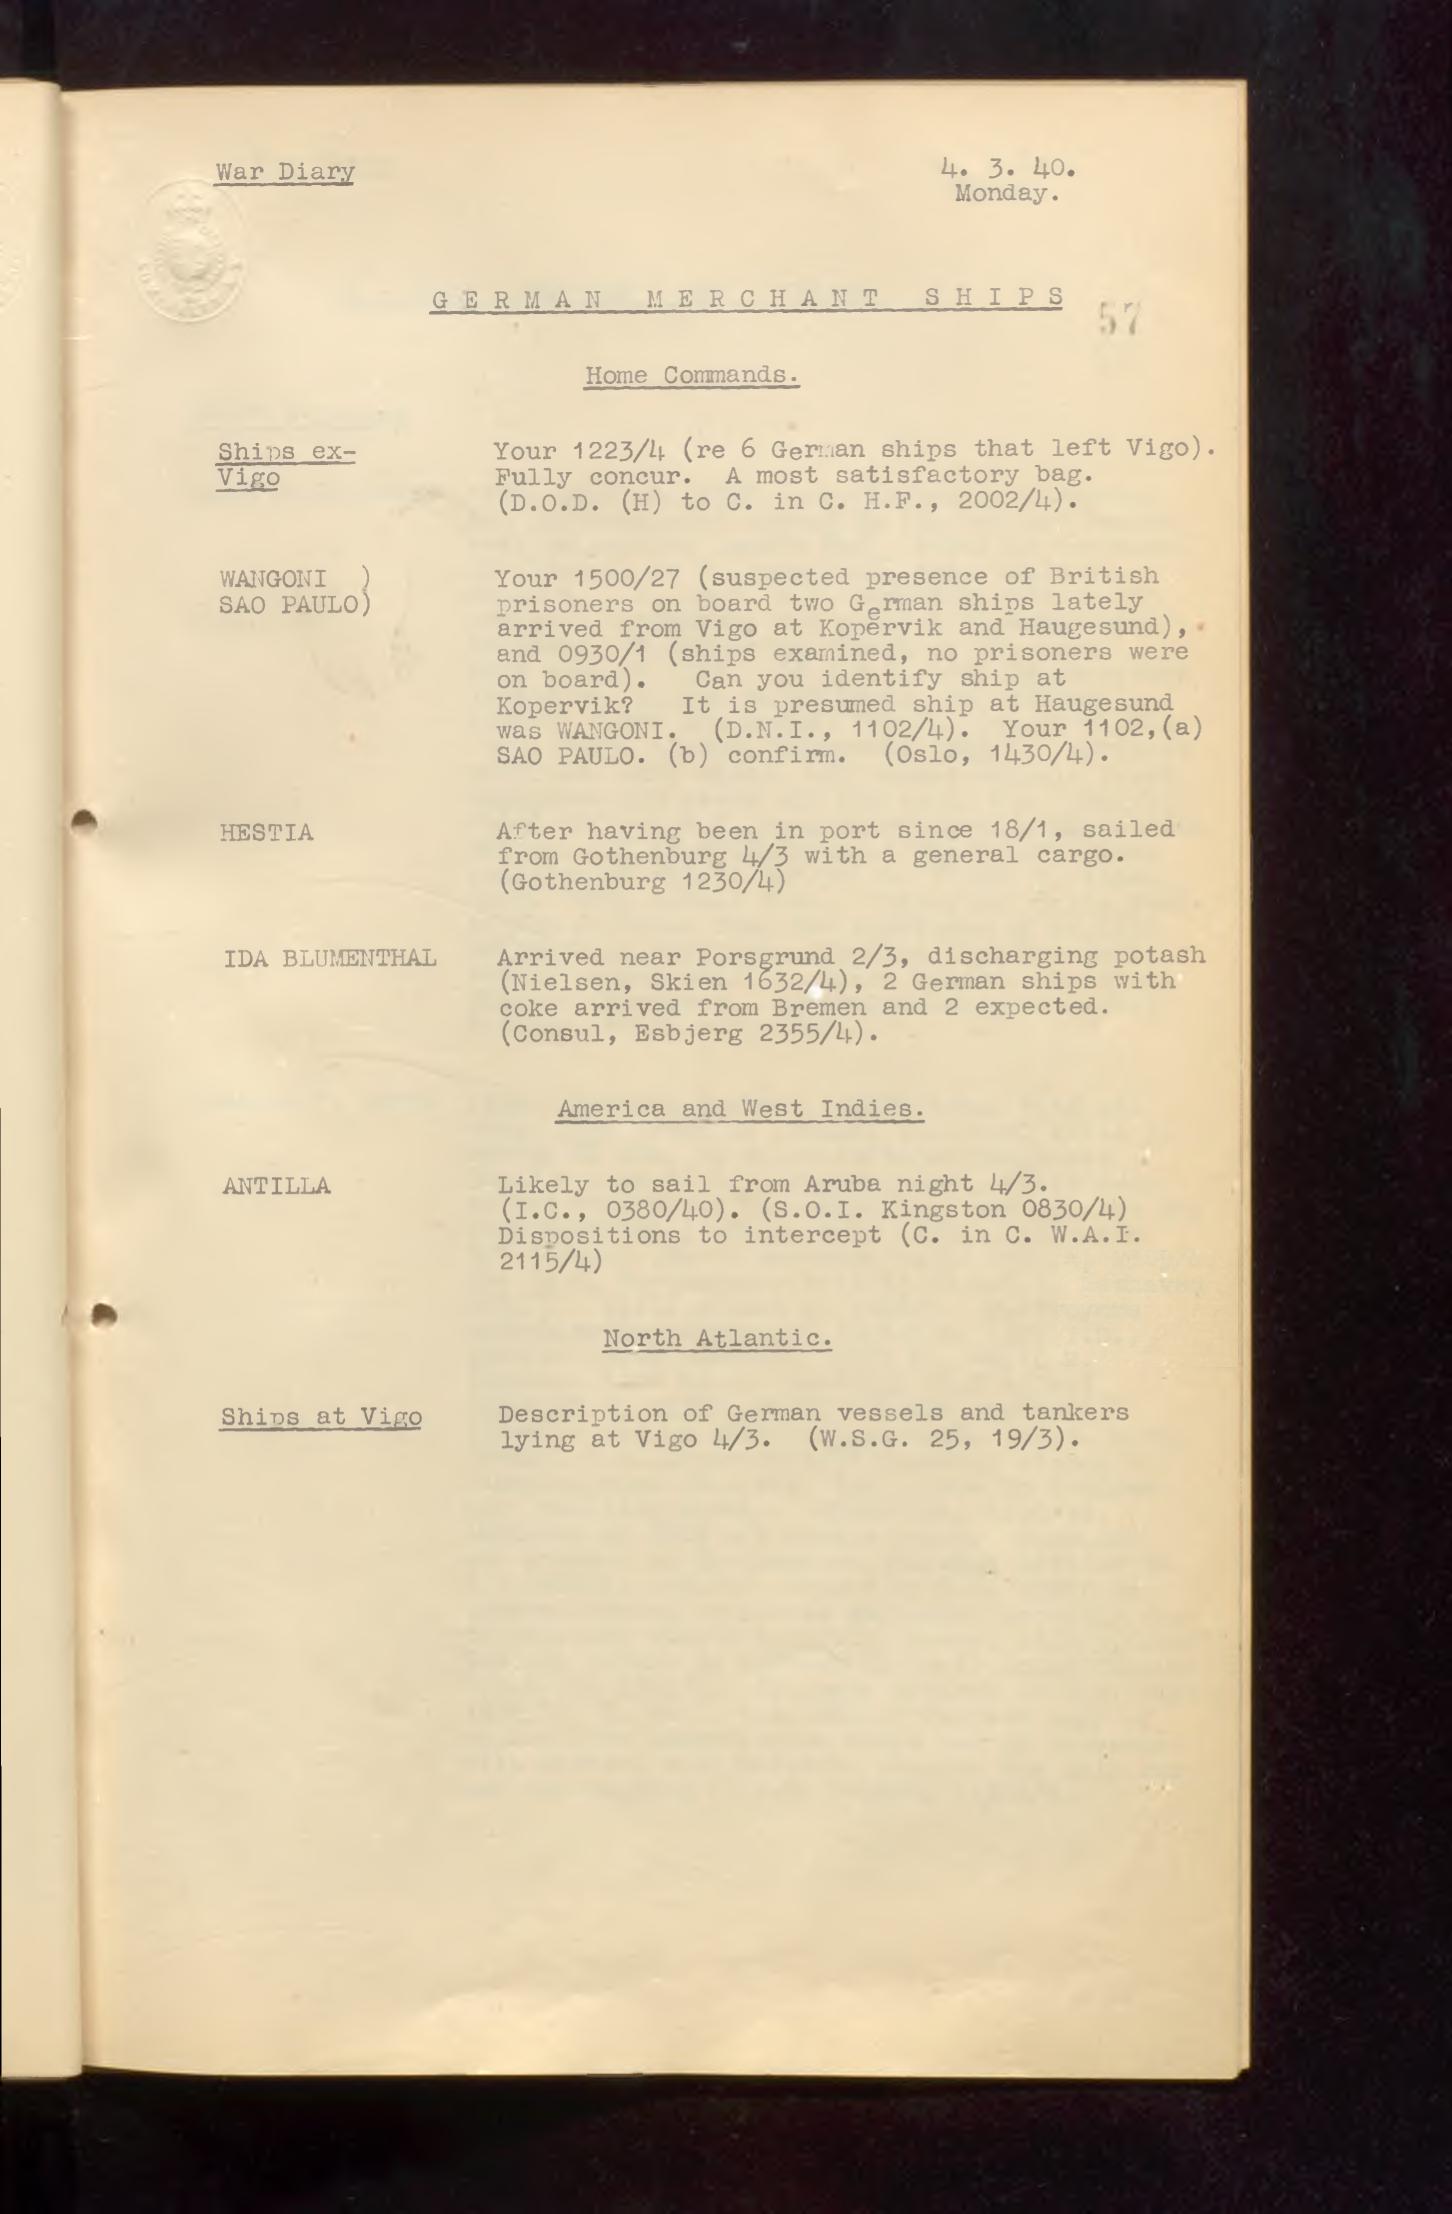 War Diary
4. 3. 40.
Monday.
GERMAN MERCHANT SHIPS
57
Home Commands.
Ships ex-
Vigo
Your 1223/4 (re 6 German ships that left Vigo).
Fully concur. A most satisfactory bag.
(D.O.D. (H) to C. in C. H.F., 2002/4).
WANGONI )
SAO PAULO)
Your 1500/27 (suspected presence of British
prisoners on board two German ships lately
arrived from Vigo at Kopervik and Haugesund),
and 0930/1 (ships examined, no prisoners were
on board). Can you identify ship at
Kopervik? It is presumed ship at Haugesund
was WANGONI. (D.N.I., 1102/4). Your 1102,(a)
SAO PAULO. (b) confirm. (Oslo, 1430/4).
HESTIA
After having been in port since 18/1, sailed
from Gothenburg 4/3 with a general cargo.
(Gothenburg 1230/4)
IDA BLUMENTHAL
Arrived near Porsgrund 2/3, discharging potash
(Nielsen, Skien 1632/4), 2 German ships with
coke arrived from Bremen and 2 expected.
(Consul, Esbjerg 2355/4).
America and West Indies.
ANTILLA
Likely to sail from Aruba night 4/3.
(I.C., 0380/40). (S.O.I. Kingston 0830/4)
Dispositions to intercept (C. in C. W.A.I.
2115/4)
North Atlantic.
Ships at Vigo
Description of German vessels and tankers
lying at Vigo 4/3. (W.S.G. 25, 19/3).